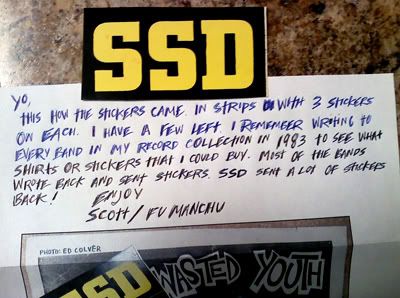 SSD
YO,
THIS HOW THE STICKERS CAME. IN STRIPS WITH 3 STICKERS
ON EACH. I HAVE A FEW LEFT. I REMEMBER WRITING TO
EVERY BAND IN MY RECORD COLLECTION IN 1983 TO SEE WHAT
SHIRTS OR STICKERS THAT I COULD BUY. MOST OF THE BANDS
WROTE BACK AND SENT STICKERS. SSD SENT A LOT OF STICKERS
BACK! ENJOY
SCOTT/FU MANCHU
PHOTO: ED COLVER
SSD WASTED YOUTH